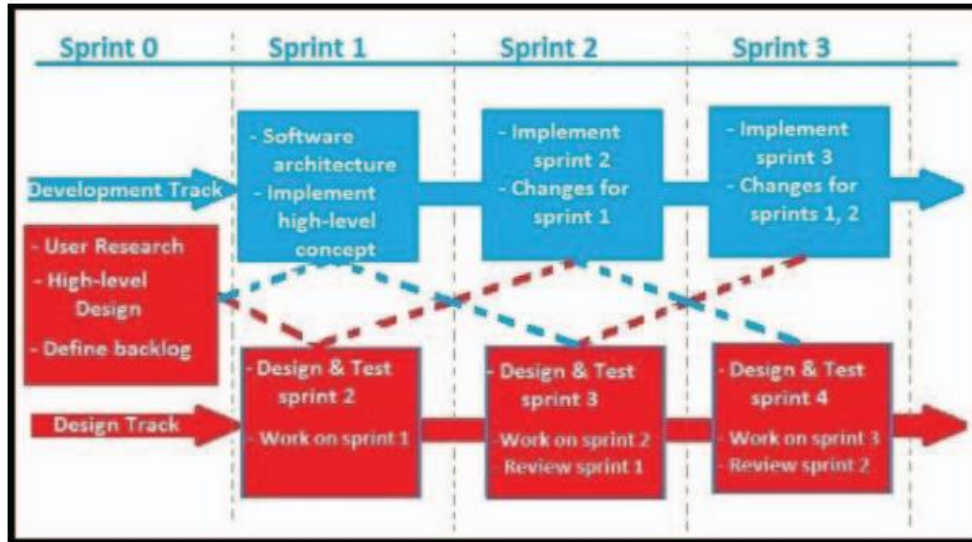 Sprint 0 Sprint 1 Sprint 2 Sprint 3
Development Track
- Software
architecture
- Implement
high-level
concept
- Implement
sprint 2
- Changes for
sprint 1
- Implement
sprint 3
- Changes for
sprints 1, 2
- User Research
- High-level
Design
- Define backlog
Design Track
- Design & Test
sprint 2
- Work on sprint 1
- Design & Test
sprint 3
- Work on sprint 2
- Review sprint 1
- Design & Test
sprint 4
- Work on sprint 3
- Review sprint 2